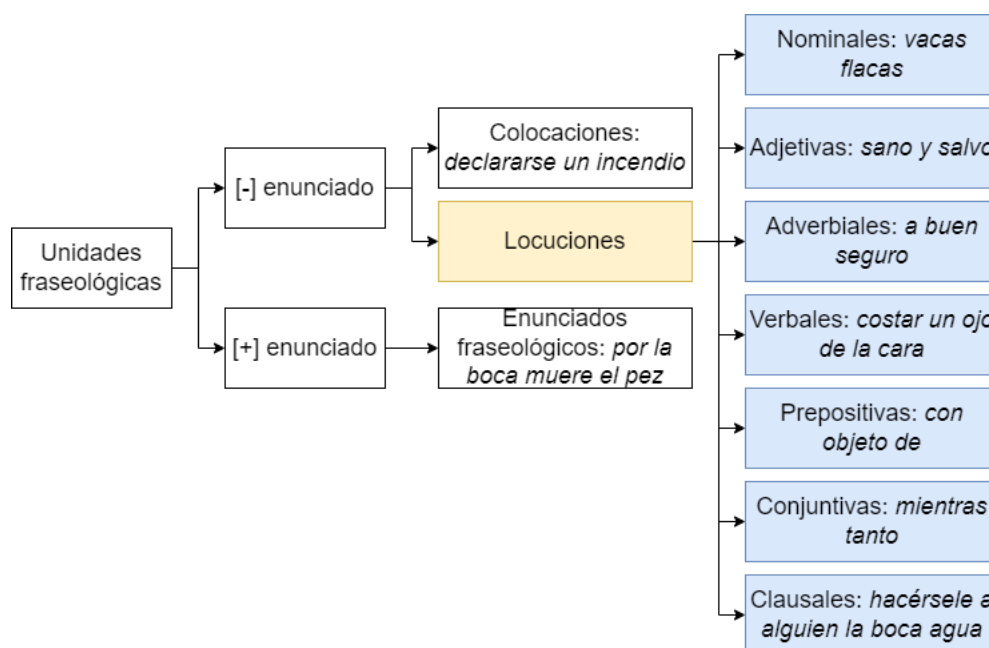 Unidades
fraseológicas
[-] enunciado
[+] enunciado
Colocaciones:
declararse un incendio
Locuciones
Enunciados
fraseológicos: por la
boca muere el pez
Nominales: vacas
flacas
Adjetivas: sano y salvo
Adverbiales: a buen
seguro
Verbales: costar un ojo
de la cara
Prepositivas: con
objeto de
Conjuntivas: mientras
tanto
Clausales: hacérsele a
alguien la boca agua